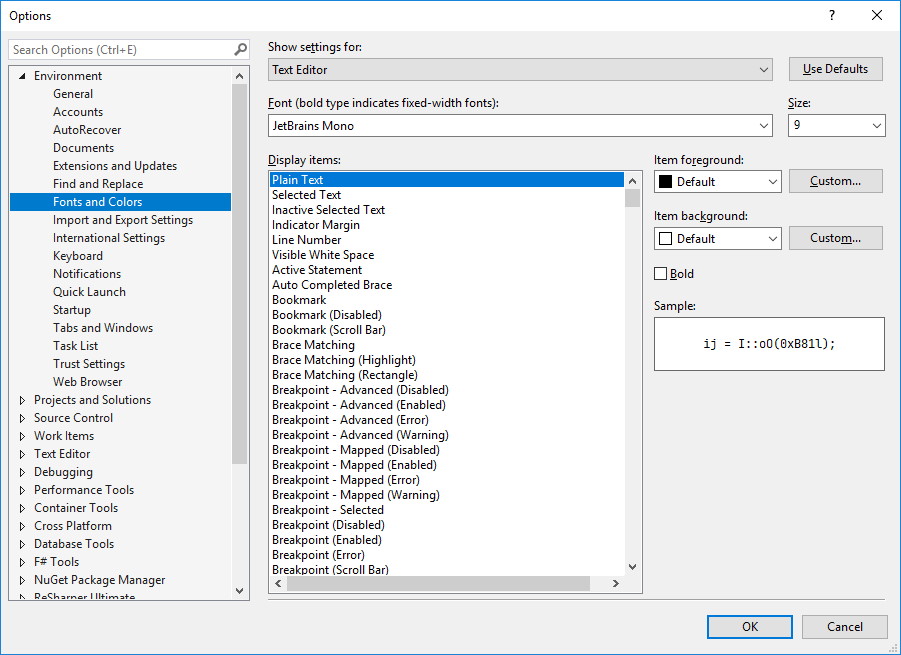 Options
?
Search Options (Ctrl+E)
Environment
General
Accounts
AutoRecover
Documents
Extensions and Updates
Find and Replace
Fonts and Colors
Import and Export Settings
International Settings
Keyboard
Notifications
Quick Launch
Startup
Tabs and Windows
Task List
Trust Settings
Web Browser
Projects and Solutions
Source Control
Work Items
Text Editor
Debugging
Performance Tools
Container Tools
Cross Platform
Database Tools
F# Tools
NuGet Package Manager
ReSharper Ultimate
Show settings for:
Text Editor
Use Defaults
Font (bold type indicates fixed-width fonts):
Size:
JetBrains Mono
9
Display items:
Plain Text
Selected Text
Inactive Selected Text
Indicator Margin
Line Number
Visible White Space
Active Statement
Auto Completed Brace
Bookmark
Bookmark (Disabled)
Bookmark (Scroll Bar)
Brace Matching
Brace Matching (Highlight)
Brace Matching (Rectangle)
Breakpoint - Advanced (Disabled)
Breakpoint - Advanced (Enabled)
Breakpoint - Advanced (Error)
Breakpoint - Advanced (Warning)
Breakpoint - Mapped (Disabled)
Breakpoint - Mapped (Enabled)
Breakpoint - Mapped (Error)
Breakpoint - Mapped (Warning)
Breakpoint - Selected
Breakpoint (Disabled)
Breakpoint (Enabled)
Breakpoint (Error)
Breakpoint (Scroll Bar)
Item foreground:
Default
Custom...
Item background:
Default
Custom...
Bold
Sample:
ij = I::oO(0xB81l);
OK
Cancel